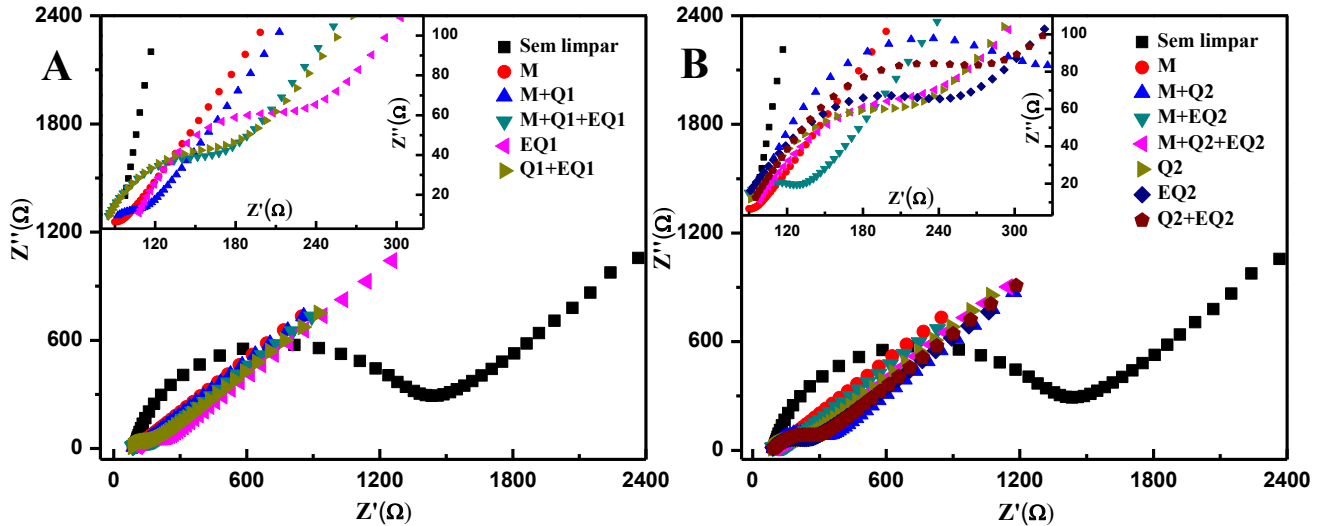 A
2400
1800
1200
600
0
Z''(Ω)
0 600 1200 1800 2400
Z'(Ω)
100
80
60
40
20
Z''(Ω)
Z'(Ω)
120 180 240 300
Sem limpar
M
M+Q1
M+Q1+EQ1
EQ1
Q1+EQ1
B
2400
1800
1200
600
0
Z''(Ω)
0 600 1200 1800 2400
Z'(Ω)
100
80
60
40
20
Z''(Ω)
Z'(Ω)
120 180 240 300
Sem limpar
M
M+Q2
M+EQ2
M+Q2+EQ2
Q2
EQ2
Q2+EQ2